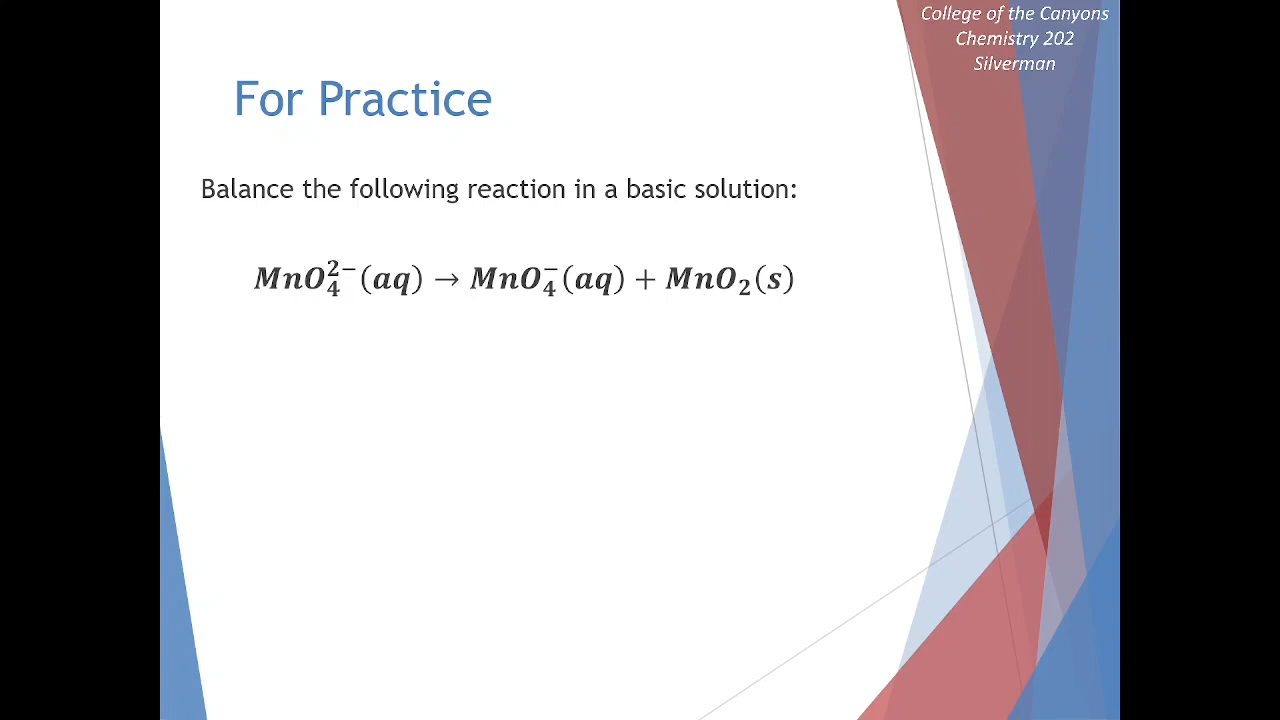 College of the Canyons
Chemistry 202
Silverman
For Practice
Balance the following reaction in a basic solution:
MnO₄²⁻(aq) → MnO₄⁻(aq) + MnO₂(s)